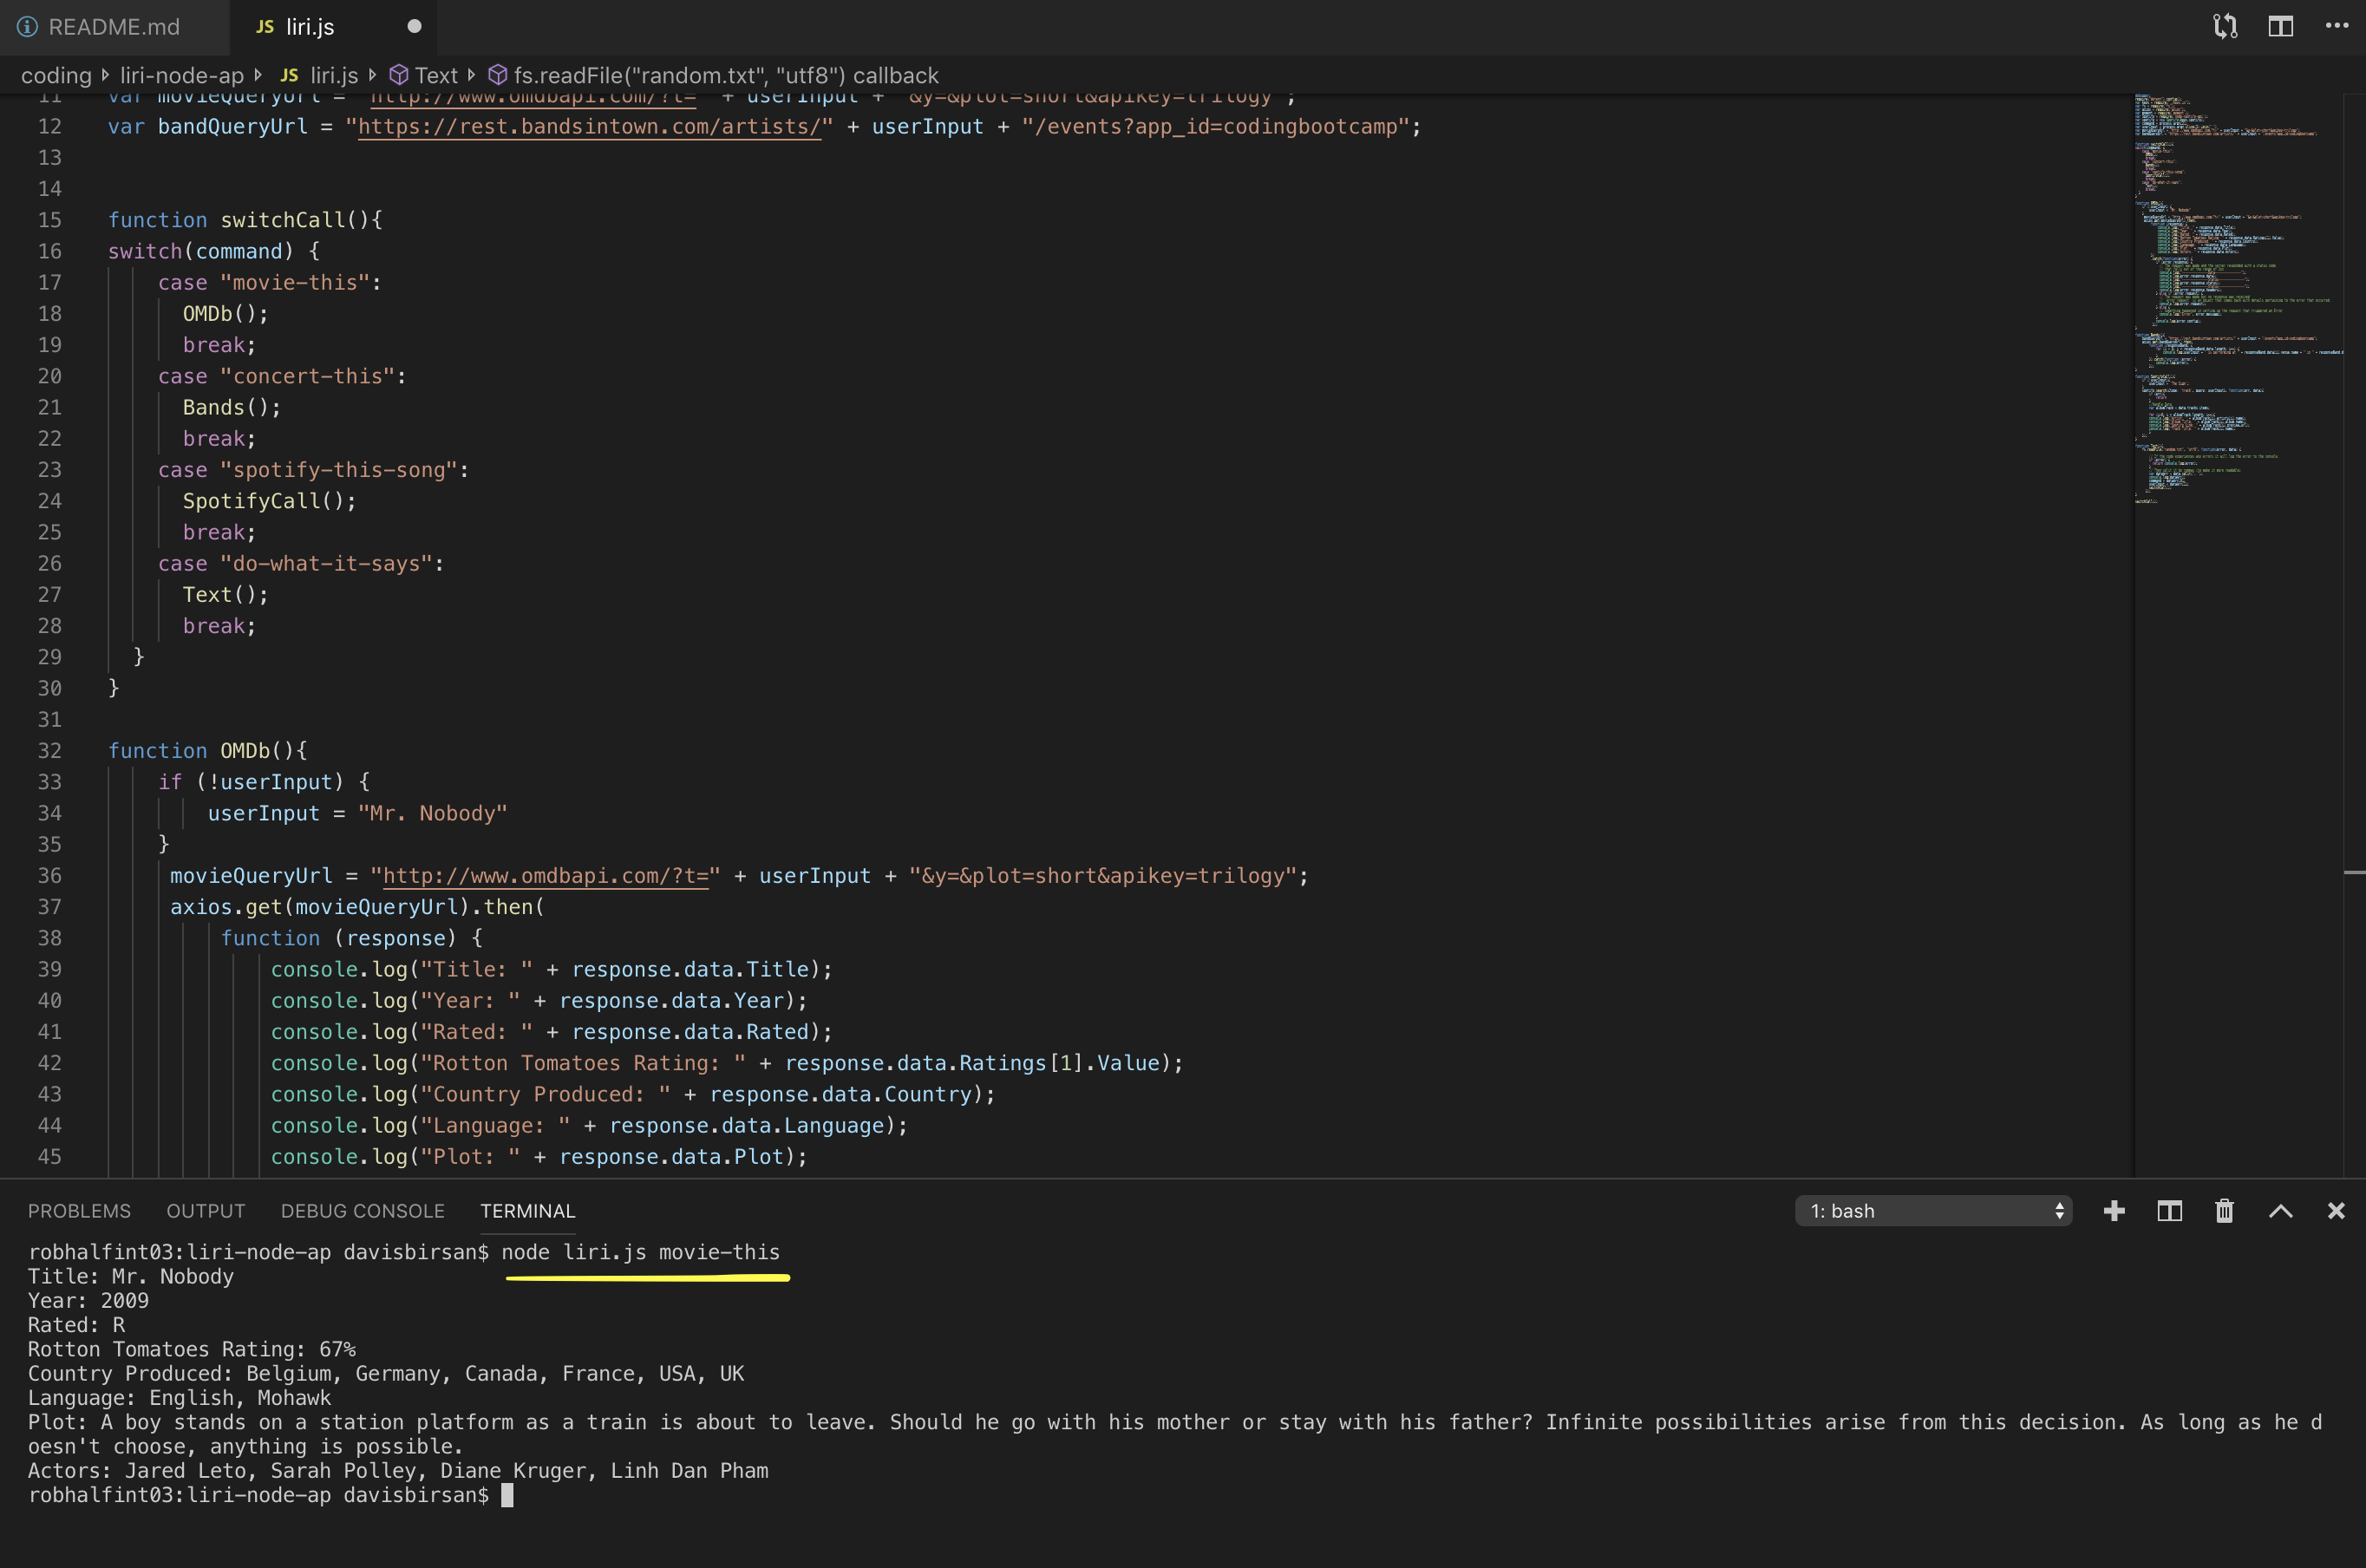 README.md
JS liri.js
coding liri-node-ap JS liri.js Text fs.readFile("random.txt", "utf8") callback
11 var movieQueryUrl = "http://www.omdbapi.com/?t=" + userInput + "&y=&plot=short&apikey=trilogy";
12 var bandQueryUrl = "https://rest.bandsintown.com/artists/" + userInput + "/events?app_id=codingbootcamp";
13
14
15 function switchCall(){
16 switch(command) {
17 case "movie-this":
18 OMDb();
19 break;
20 case "concert-this":
21 Bands();
22 break;
23 case "spotify-this-song":
24 SpotifyCall();
25 break;
26 case "do-what-it-says":
27 Text();
28 break;
29 }
30 }
31
32 function OMDb(){
33 if (!userInput) {
34 userInput = "Mr. Nobody"
35 }
36 movieQueryUrl = "http://www.omdbapi.com/?t=" + userInput + "&y=&plot=short&apikey=trilogy";
37 axios.get(movieQueryUrl).then(
38 function (response) {
39 console.log("Title: " + response.data.Title);
40 console.log("Year: " + response.data.Year);
41 console.log("Rated: " + response.data.Rated);
42 console.log("Rotton Tomatoes Rating: " + response.data.Ratings[1].Value);
43 console.log("Country Produced: " + response.data.Country);
44 console.log("Language: " + response.data.Language);
45 console.log("Plot: " + response.data.Plot);
PROBLEMS OUTPUT DEBUG CONSOLE TERMINAL 1: bash
robhalfint03:liri-node-ap davisbirsan$ node liri.js movie-this
Title: Mr. Nobody
Year: 2009
Rated: R
Rotton Tomatoes Rating: 67%
Country Produced: Belgium, Germany, Canada, France, USA, UK
Language: English, Mohawk
Plot: A boy stands on a station platform as a train is about to leave. Should he go with his mother or stay with his father? Infinite possibilities arise from this decision. As long as he d
oesn't choose, anything is possible.
Actors: Jared Leto, Sarah Polley, Diane Kruger, Linh Dan Pham
robhalfint03:liri-node-ap davisbirsan$